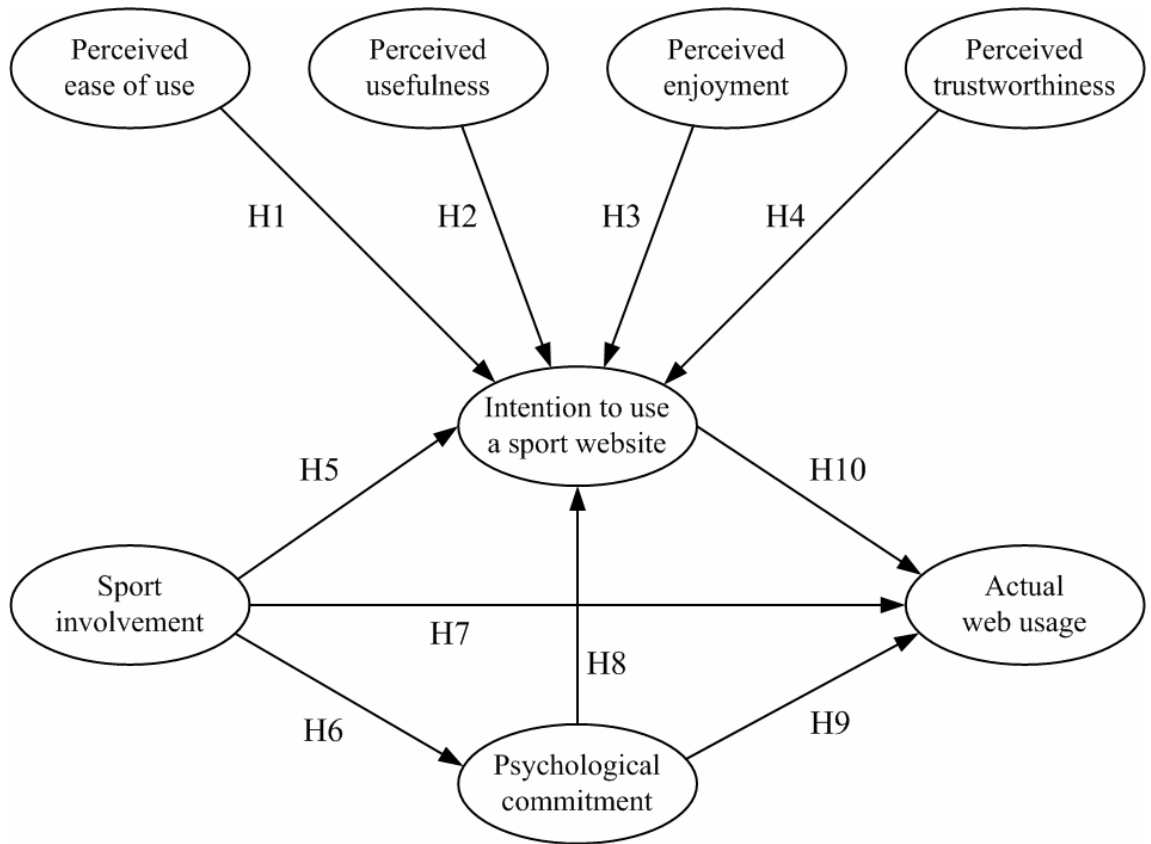 Perceived
ease of use
Perceived
usefulness
Perceived
enjoyment
Perceived
trustworthiness
H1
H2
H3
H4
Intention to use
a sport website
H5
H10
Sport
involvement
Actual
web usage
H7
H8
H6
H9
Psychological
commitment